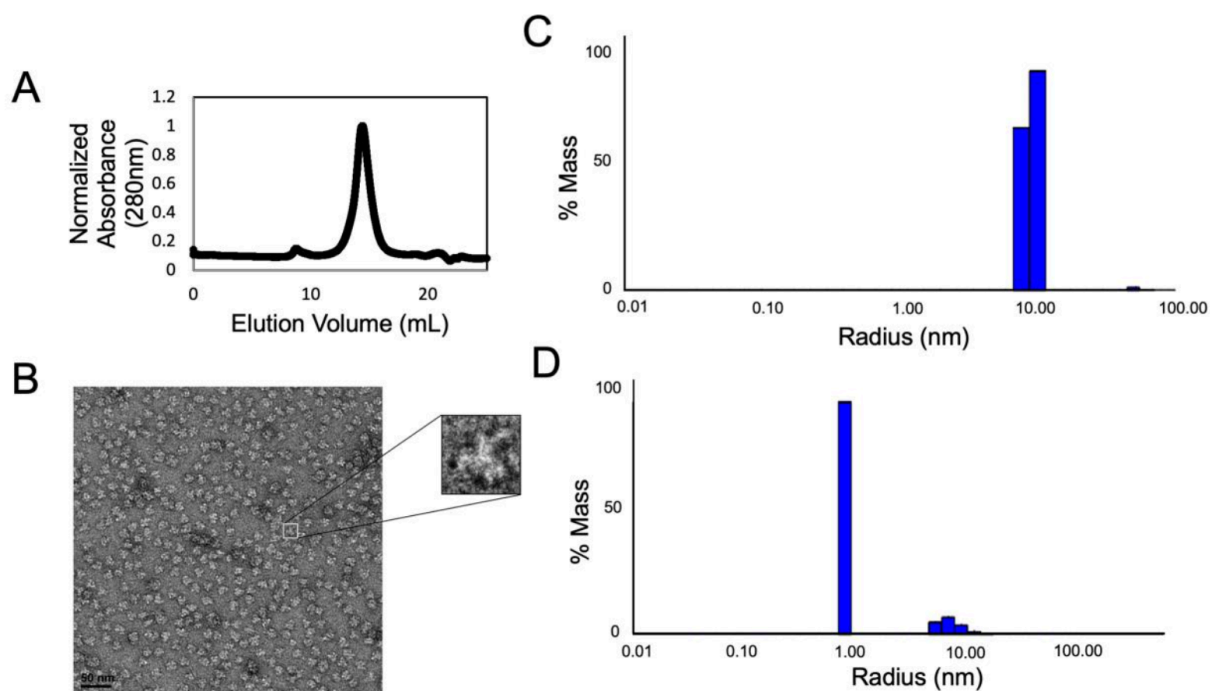 A
Normalized
Absorbance
(280nm)
1.2
1
0.8
0.6
0.4
0.2
0
0 10 20
Elution Volume (mL)
B
50 nm
C
% Mass
100
50
0
0.01 0.10 1.00 10.00 100.00
Radius (nm)
D
% Mass
100
50
0
0.01 0.10 1.00 10.00 100.00
Radius (nm)